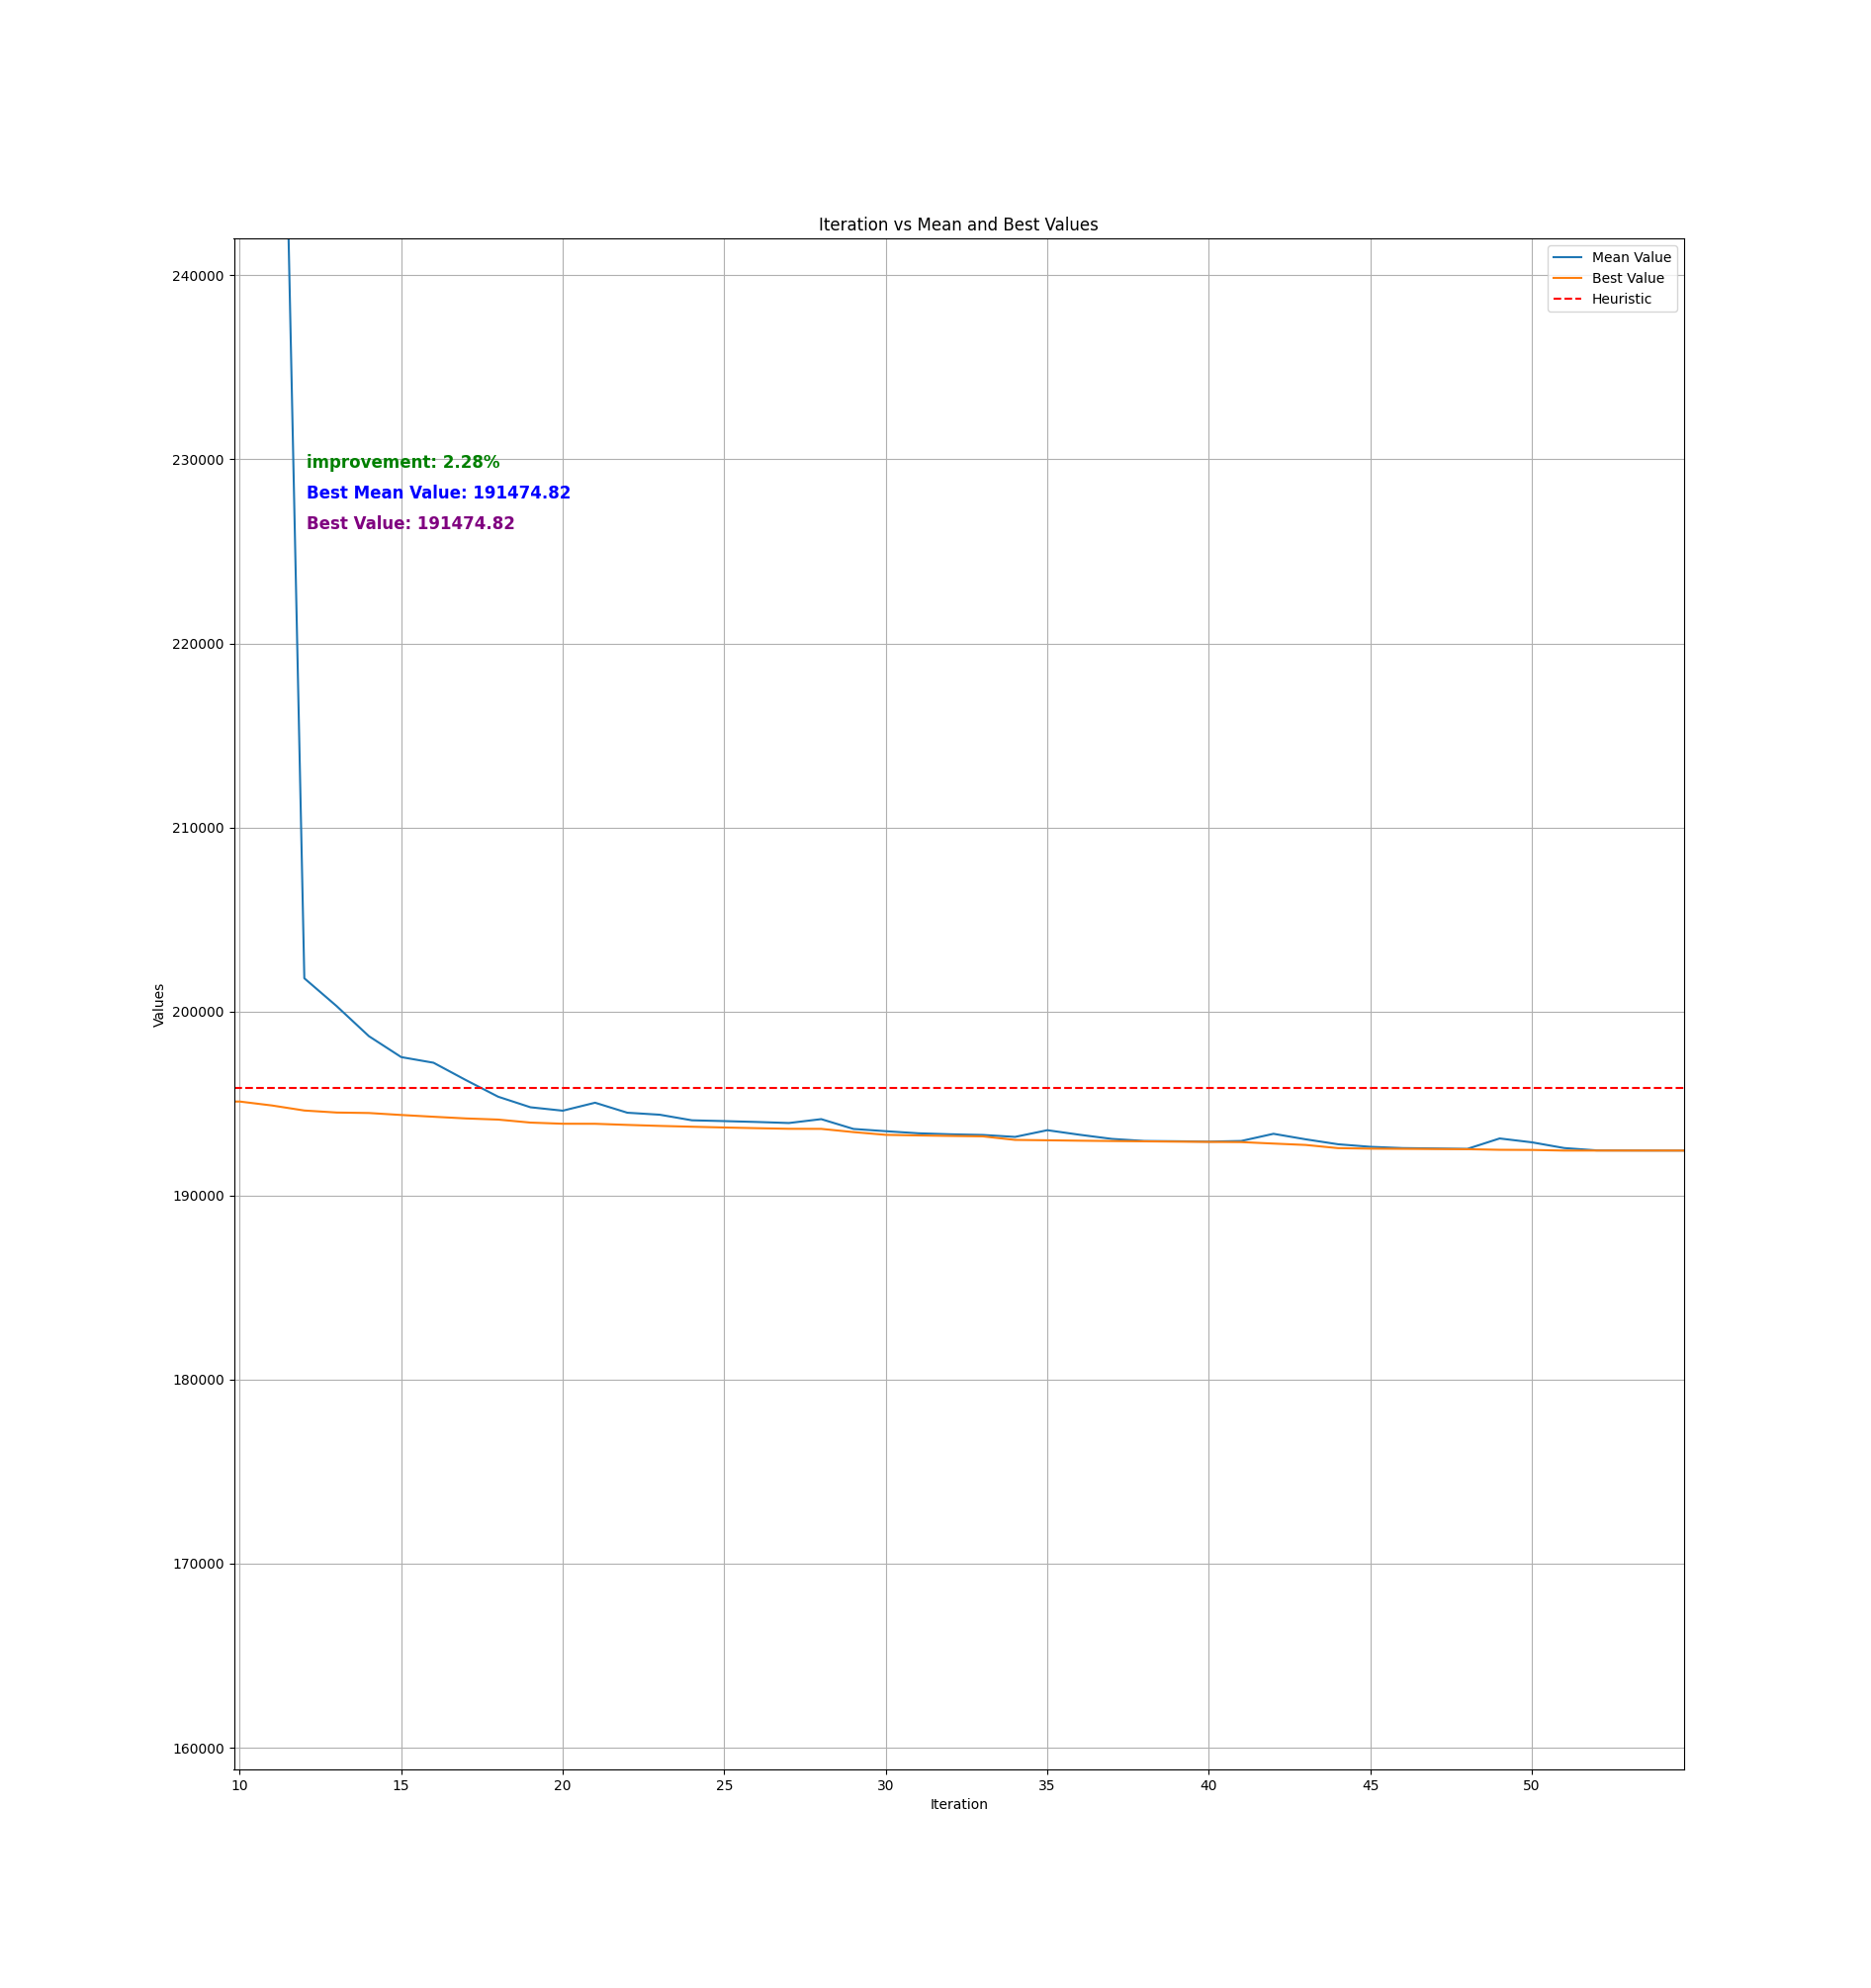 Iteration vs Mean and Best Values
Mean Value
Best Value
Heuristic
240000
230000
220000
210000
200000
190000
180000
170000
160000
improvement: 2.28%
Best Mean Value: 191474.82
Best Value: 191474.82
Values
10 15 20 25 30 35 40 45 50
Iteration